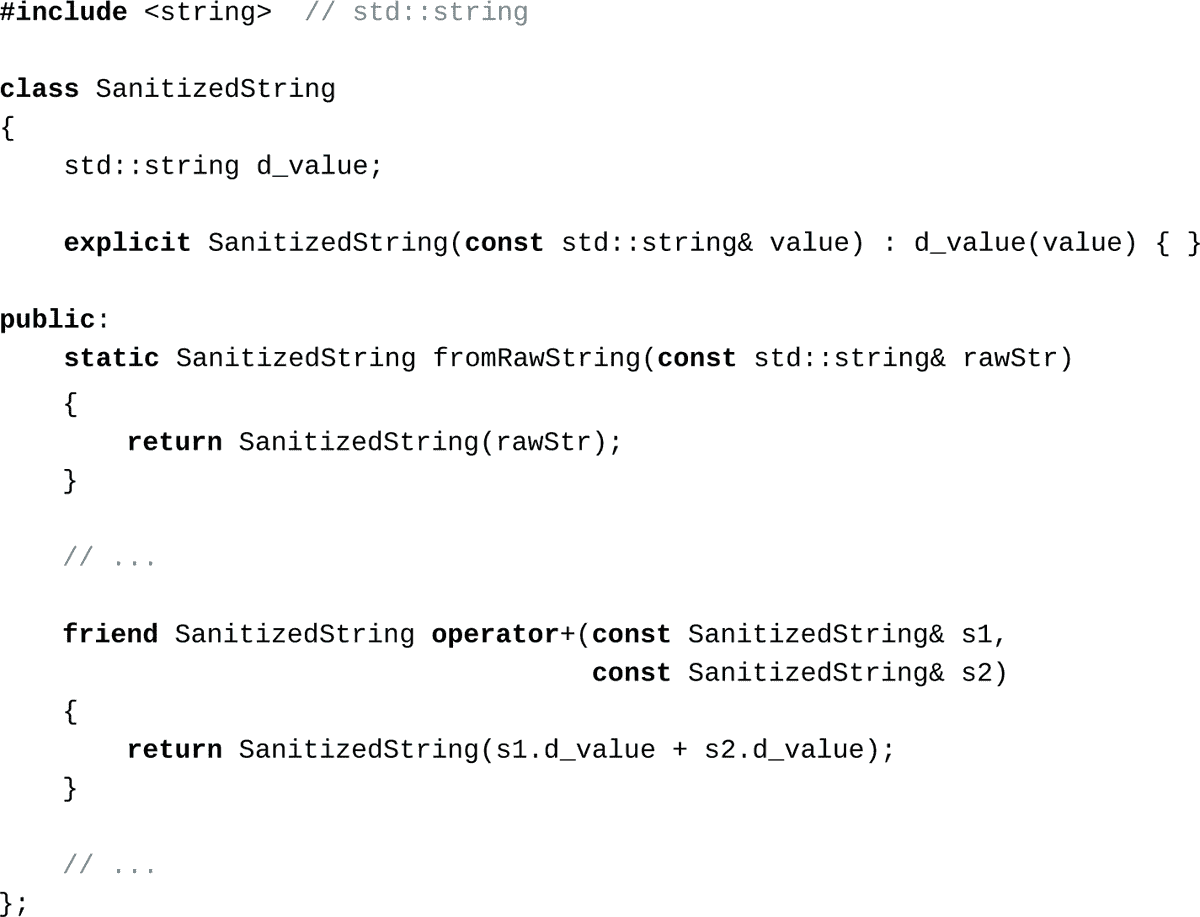 #include <string>  // std::string
class SanitizedString
{
    std::string d_value;
    explicit SanitizedString(const std::string& value) : d_value(value) { }
public:
    static SanitizedString fromRawString(const std::string& rawStr)
    {
        return SanitizedString(rawStr);
    }
    // ...
    friend SanitizedString operator+(const SanitizedString& s1,
                                     const SanitizedString& s2)
    {
        return SanitizedString(s1.d_value + s2.d_value);
    }
    // ...
};